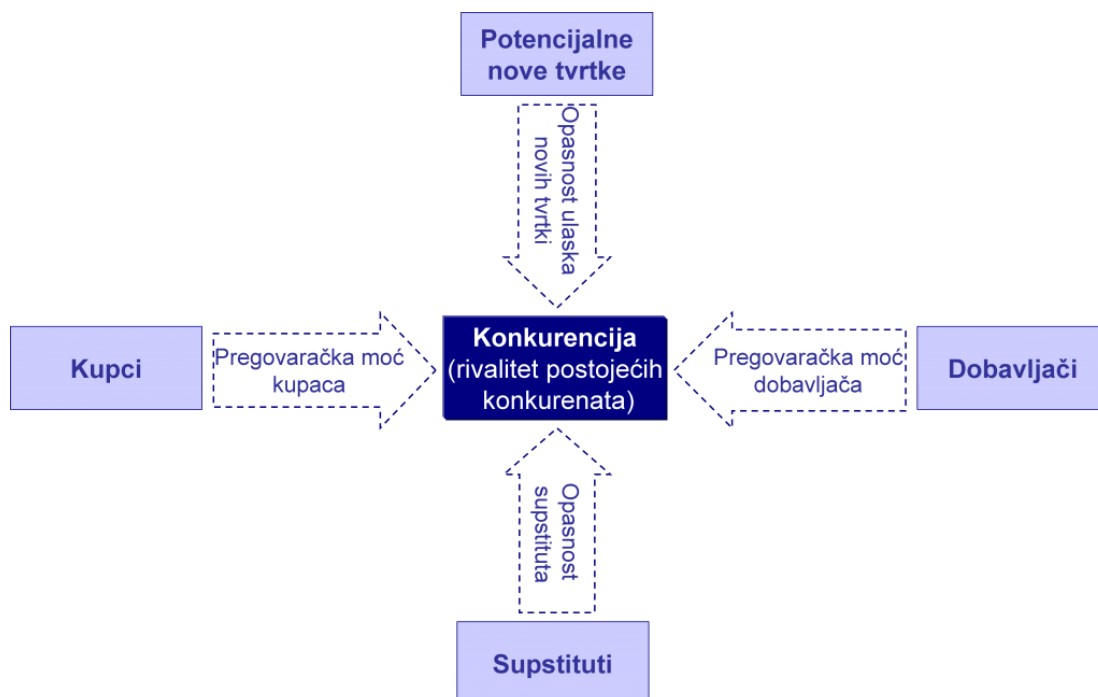 Potencijalne
nove tvrtke
Opasnost ulaska
novih tvrtki
Kupci
Pregovaračka moć
kupaca
Konkurencija
(rivalitet postojećih
konkurenata)
Pregovaračka moć
dobavljača
Dobavljači
Opasnost
supstituta
Supstituti